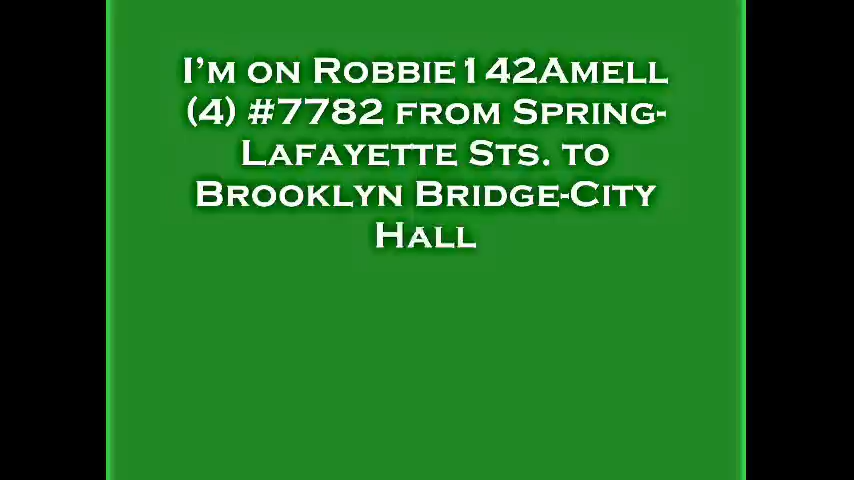 I'm on Robbie142Amell
(4) #7782 from Spring-
Lafayette Sts. to
Brooklyn Bridge-City
Hall